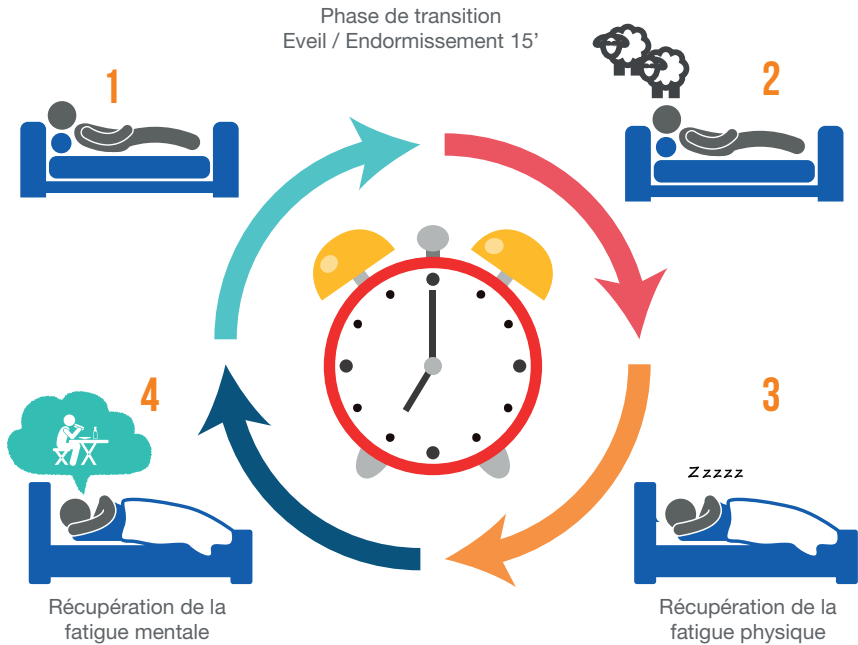 Phase de transition
Eveil / Endormissement 15’
1
2
3
Zzzzz
4
Récupération de la
fatigue mentale
Récupération de la
fatigue physique